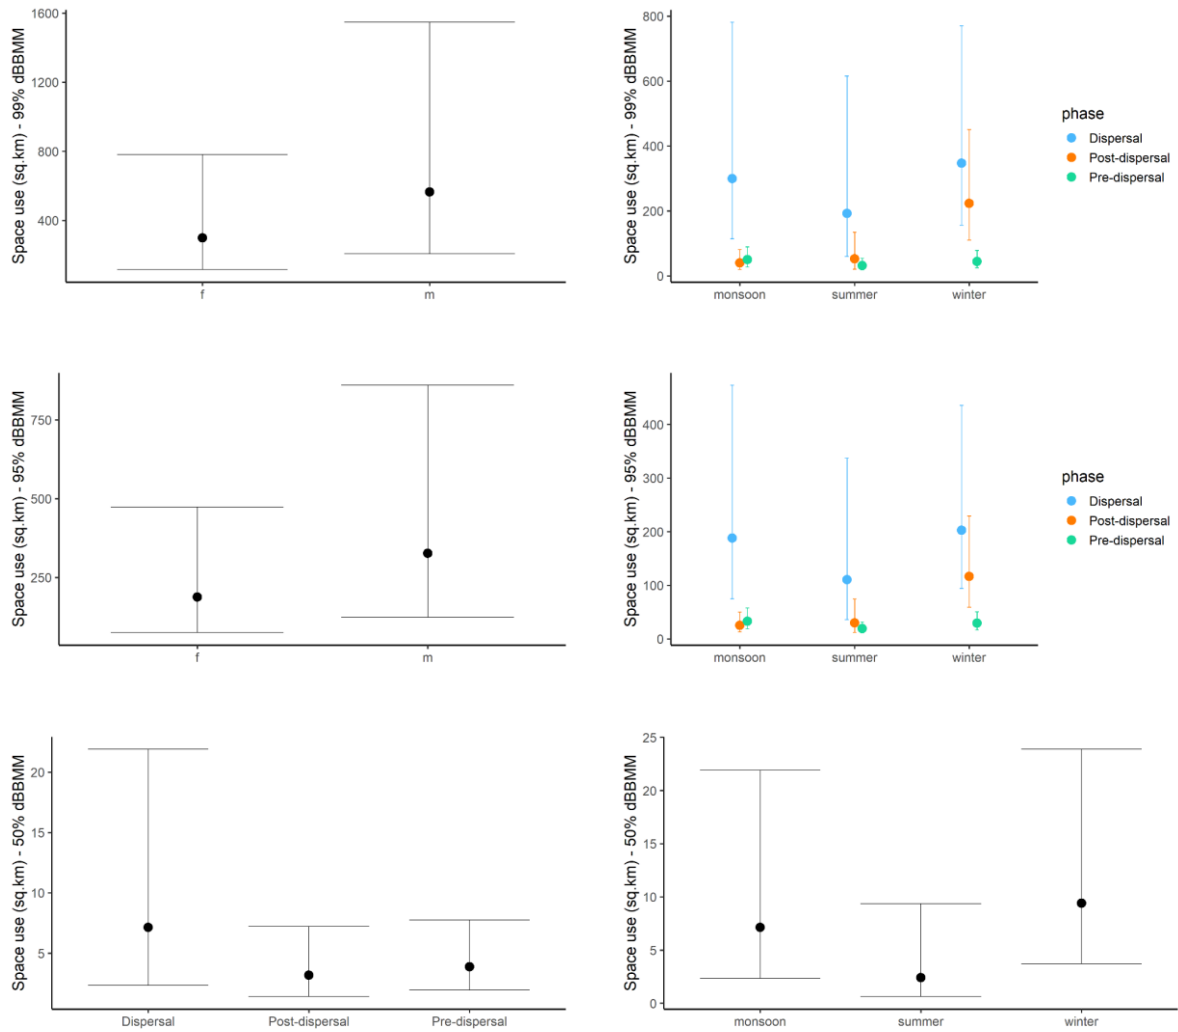 Space use (sq.km) - 99% dBBMM
1600
1200
800
400
f
m
Space use (sq.km) - 99% dBBMM
800
600
400
200
0
monsoon
summer
winter
phase
Dispersal
Post-dispersal
Pre-dispersal
Space use (sq.km) - 95% dBBMM
750
500
250
f
m
Space use (sq.km) - 95% dBBMM
400
300
200
100
0
monsoon
summer
winter
phase
Dispersal
Post-dispersal
Pre-dispersal
Space use (sq.km) - 50% dBBMM
20
15
10
5
Dispersal
Post-dispersal
Pre-dispersal
Space use (sq.km) - 50% dBBMM
25
20
15
10
5
0
monsoon
summer
winter